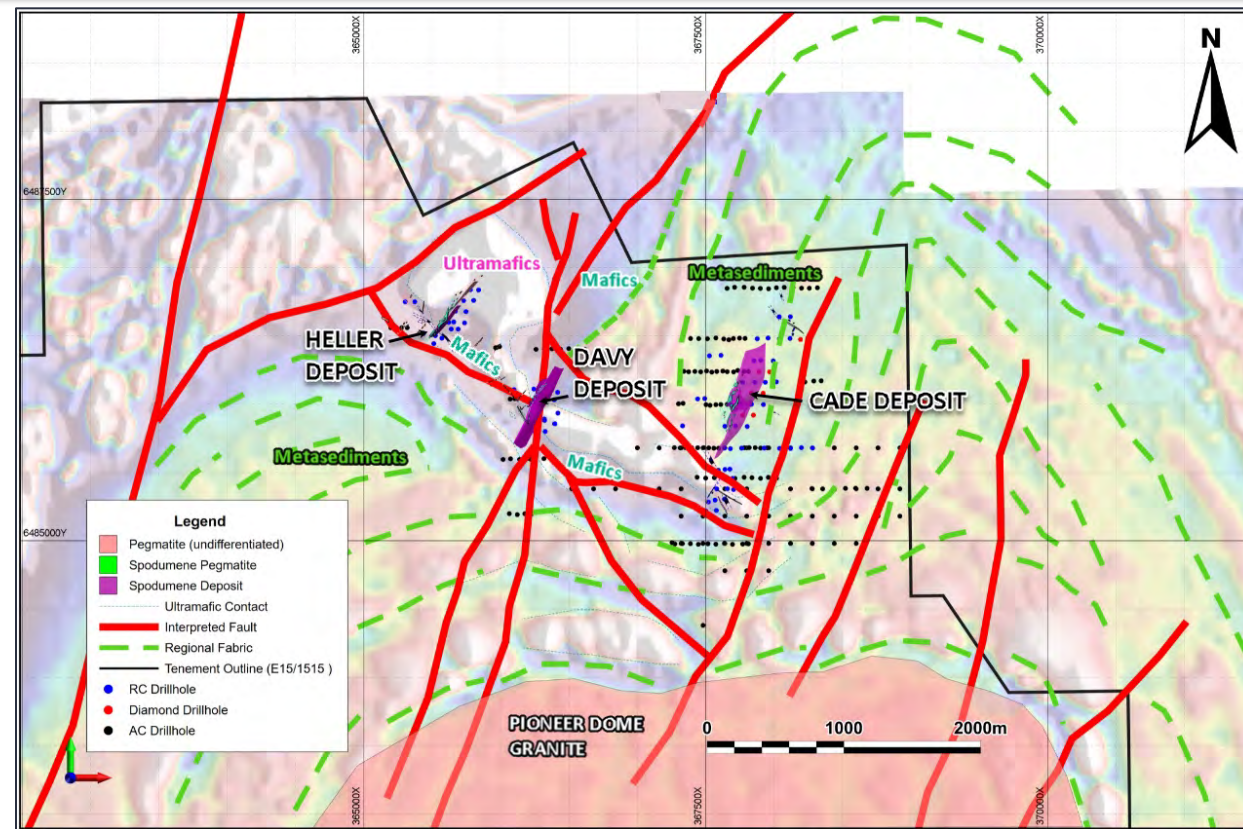 365000X
367500X
370000X
N
6487500Y
Ultramafics
Mafics
Metasediments
HELLER
DEPOSIT
Mafics
DAVY
DEPOSIT
CADE DEPOSIT
Metasediments
Mafics
6485000Y
Legend
Pegmatite (undifferentiated)
Spodumene Pegmatite
Spodumene Deposit
Ultramafic Contact
Interpreted Fault
Regional Fabric
Tenement Outline (E15/1515 )
RC Drillhole
Diamond Drillhole
AC Drillhole
PIONEER DOME
GRANITE
0 1000 2000m
365000X
367500X
370000X